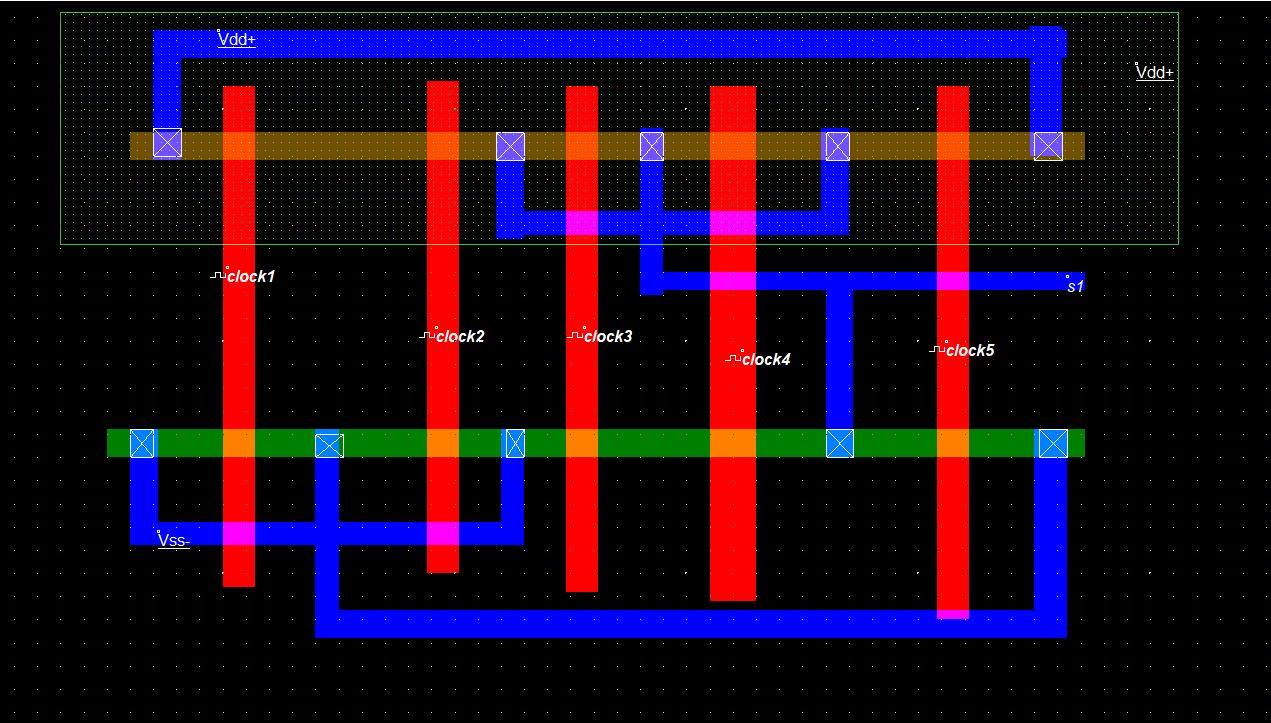 Vdd+
Vdd+
clock1
clock2
clock3
clock4
clock5
s1
Vss-